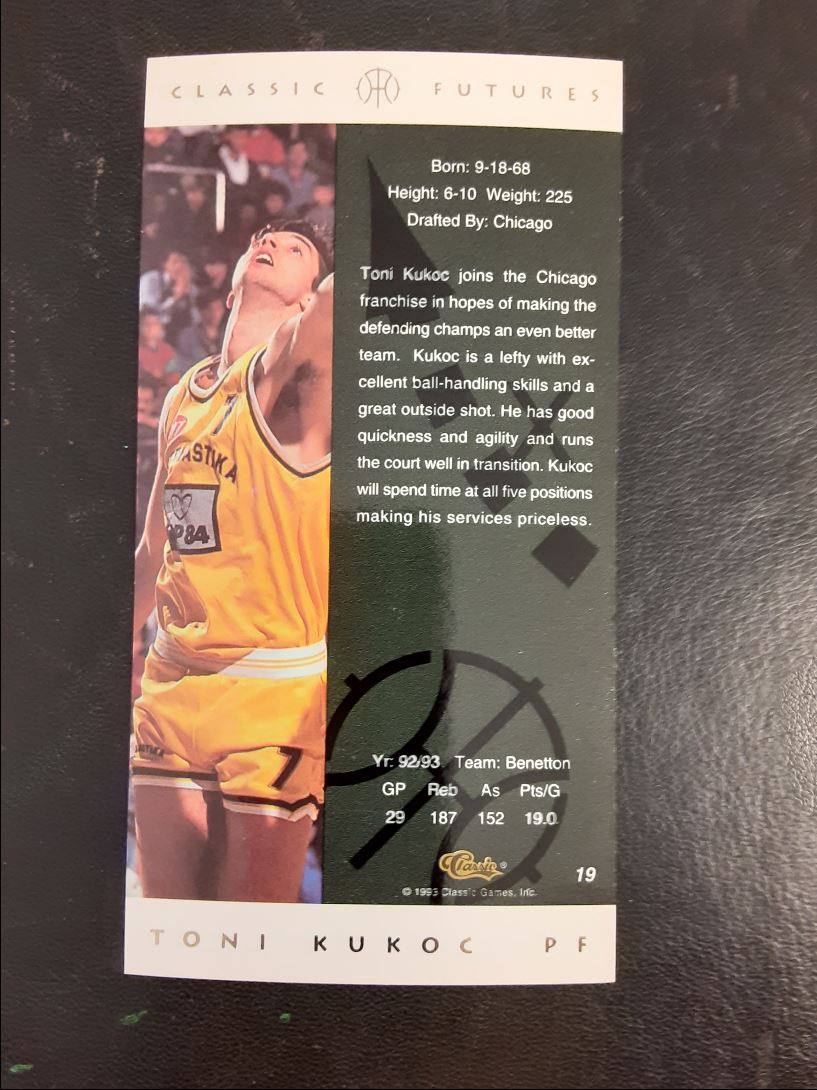 CLASSIC FUTURES
Born: 9-18-68
Height: 6-10 Weight: 225
Drafted By: Chicago
Toni Kukoc joins the Chicago
franchise in hopes of making the
defending champs an even better
team. Kukoc is a lefty with ex-
cellent ball-handling skills and a
great outside shot. He has good
quickness and agility and runs
the court well in transition. Kukoc
will spend time at all five positions
making his services priceless.
7
84
7
Yr: 92/93 Team: Benetton
GP Reb As Pts/G
29 187 152 19.0
Classic®
19
© 1993 Classic Games, Inc.
TONI KUKOC PF